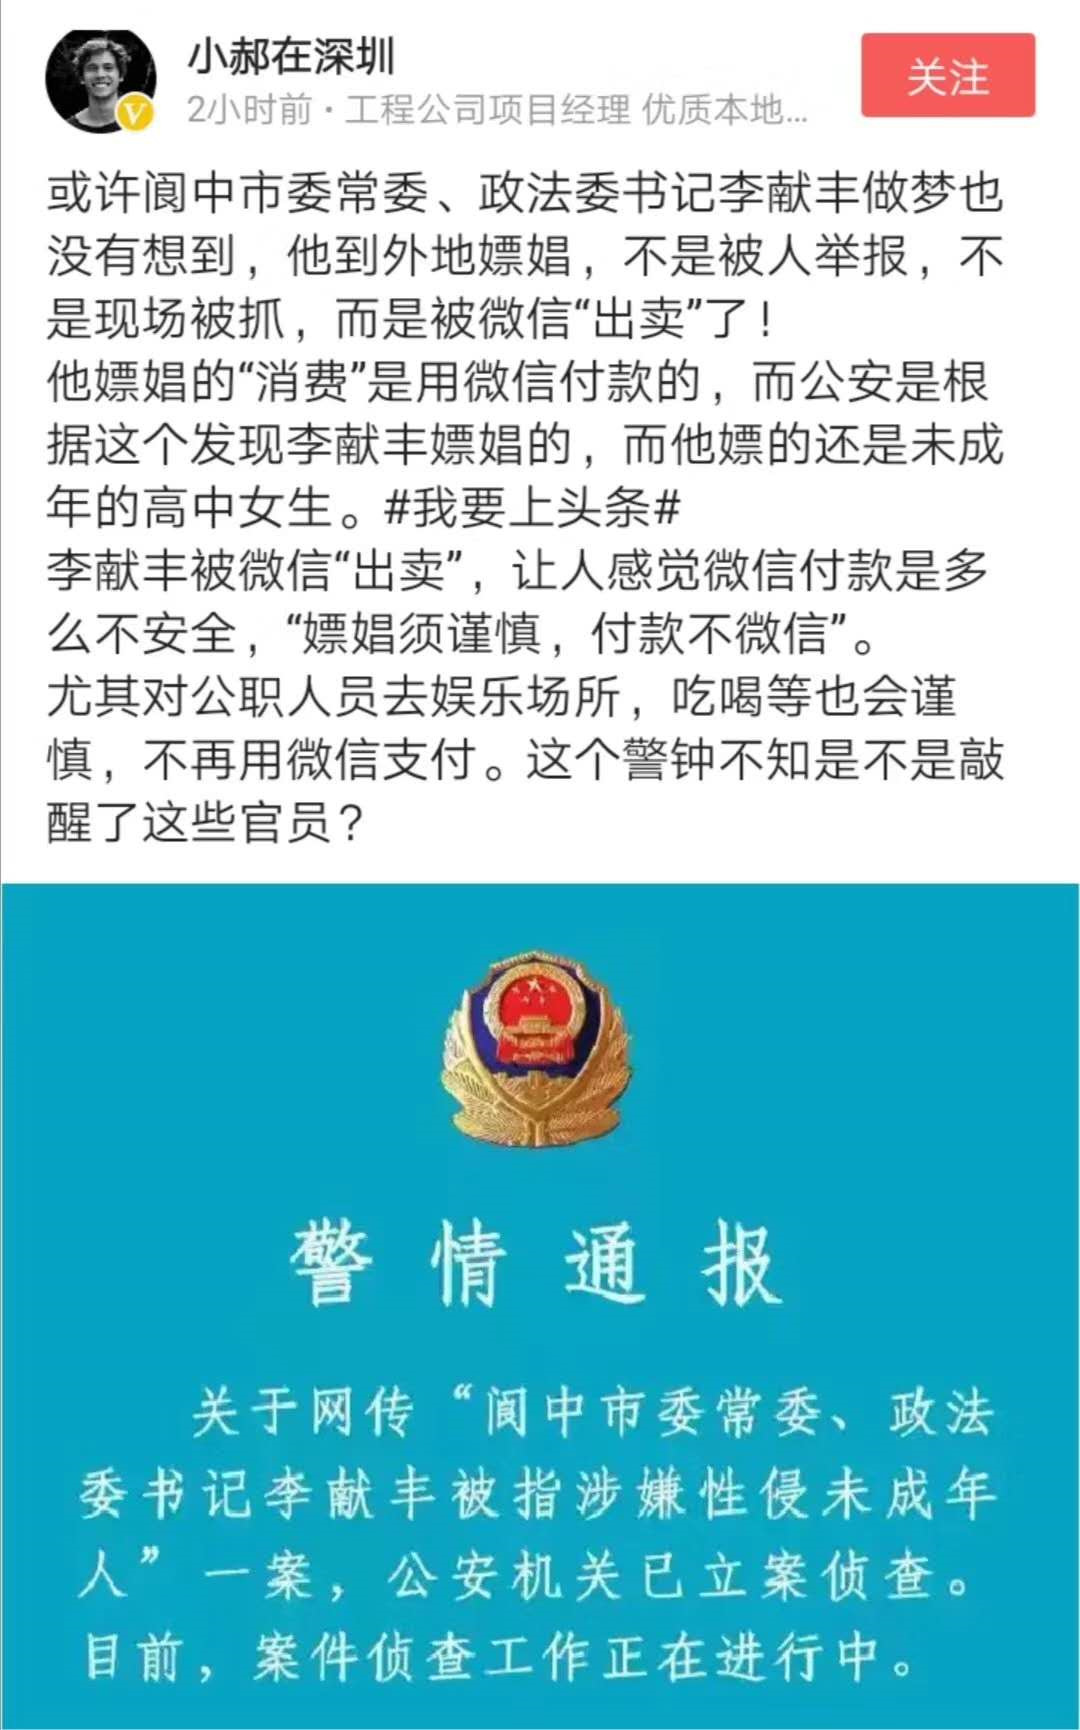 小郝在深圳
关注
2小时前·工程公司项目经理 优质本地...
或许阆中市委常委、政法委书记李献丰做梦也
没有想到，他到外地嫖娼，不是被人举报，不
是现场被抓，而是被微信“出卖”了！
他嫖娼的“消费”是用微信付款的，而公安是根
据这个发现李献丰嫖娼的，而他嫖的还是未成
年的高中女生。#我要上头条#
李献丰被微信“出卖”，让人感觉微信付款是多
么不安全，“嫖娼须谨慎，付款不微信”。
尤其对公职人员去娱乐场所，吃喝等也会谨
慎，不再用微信支付。这个警钟不知是不是敲
醒了这些官员？
警情通报
关于网传“阆中市委常委、政法
委书记李献丰被指涉嫌性侵未成年
人”一案，公安机关已立案侦查。
目前，案件侦查工作正在进行中。